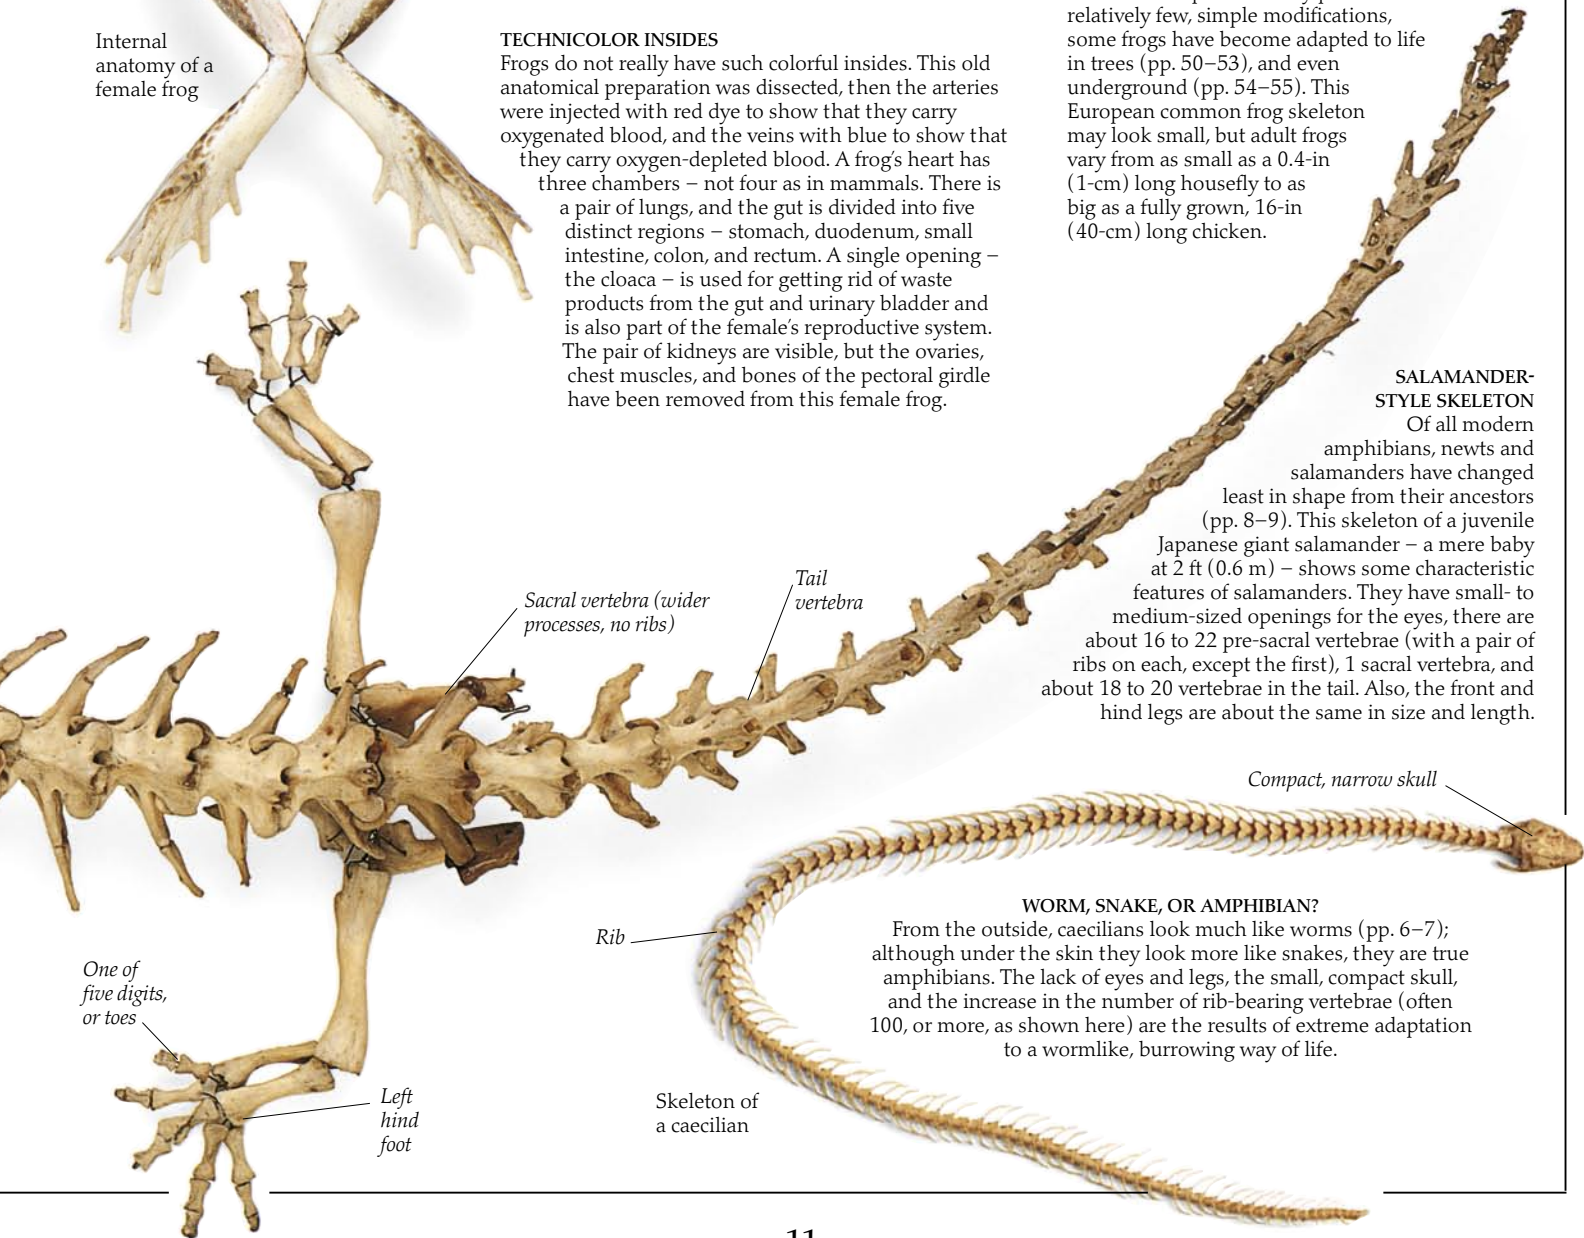 Internal
anatomy of a
female frog
TECHNICOLOR INSIDES
Frogs do not really have such colorful insides. This old
anatomical preparation was dissected, then the arteries
were injected with red dye to show that they carry
oxygenated blood, and the veins with blue to show that
they carry oxygen-depleted blood. A frog’s heart has
three chambers – not four as in mammals. There is
a pair of lungs, and the gut is divided into five
distinct regions – stomach, duodenum, small
intestine, colon, and rectum. A single opening –
the cloaca – is used for getting rid of waste
products from the gut and urinary bladder and
is also part of the female’s reproductive system.
The pair of kidneys are visible, but the ovaries,
chest muscles, and bones of the pectoral girdle
have been removed from this female frog.
relatively few, simple modifications,
some frogs have become adapted to life
in trees (pp. 50–53), and even
underground (pp. 54–55). This
European common frog skeleton
may look small, but adult frogs
vary from as small as a 0.4-in
(1-cm) long housefly to as
big as a fully grown, 16-in
(40-cm) long chicken.
SALAMANDER-
STYLE SKELETON
Of all modern
amphibians, newts and
salamanders have changed
least in shape from their ancestors
(pp. 8–9). This skeleton of a juvenile
Japanese giant salamander – a mere baby
at 2 ft (0.6 m) – shows some characteristic
features of salamanders. They have small- to
medium-sized openings for the eyes, there are
about 16 to 22 pre-sacral vertebrae (with a pair of
ribs on each, except the first), 1 sacral vertebra, and
about 18 to 20 vertebrae in the tail. Also, the front and
hind legs are about the same in size and length.
Sacral vertebra (wider
processes, no ribs)
Tail
vertebra
Compact, narrow skull
WORM, SNAKE, OR AMPHIBIAN?
From the outside, caecilians look much like worms (pp. 6–7);
although under the skin they look more like snakes, they are true
amphibians. The lack of eyes and legs, the small, compact skull,
and the increase in the number of rib-bearing vertebrae (often
100, or more, as shown here) are the results of extreme adaptation
to a wormlike, burrowing way of life.
Rib
One of
five digits,
or toes
Left
hind
foot
Skeleton of
a caecilian
11